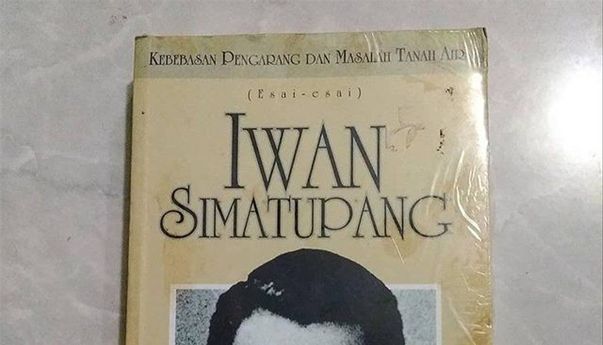 KEBEBASAN PENGARANG DAN MASALAH TANAH AIR
(Esai-esai)
IWAN
SIMATUPANG